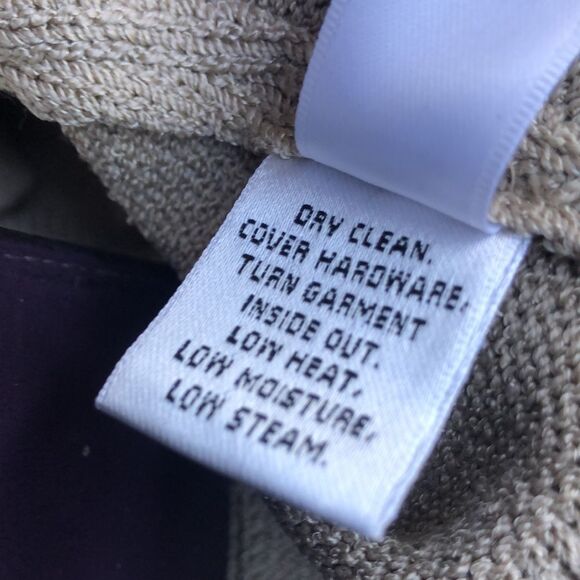 DRY CLEAN.
COVER HARDWARE,
TURN GARMENT
INSIDE OUT.
LOW HEAT,
LOW MOISTURE,
LOW STEAM.